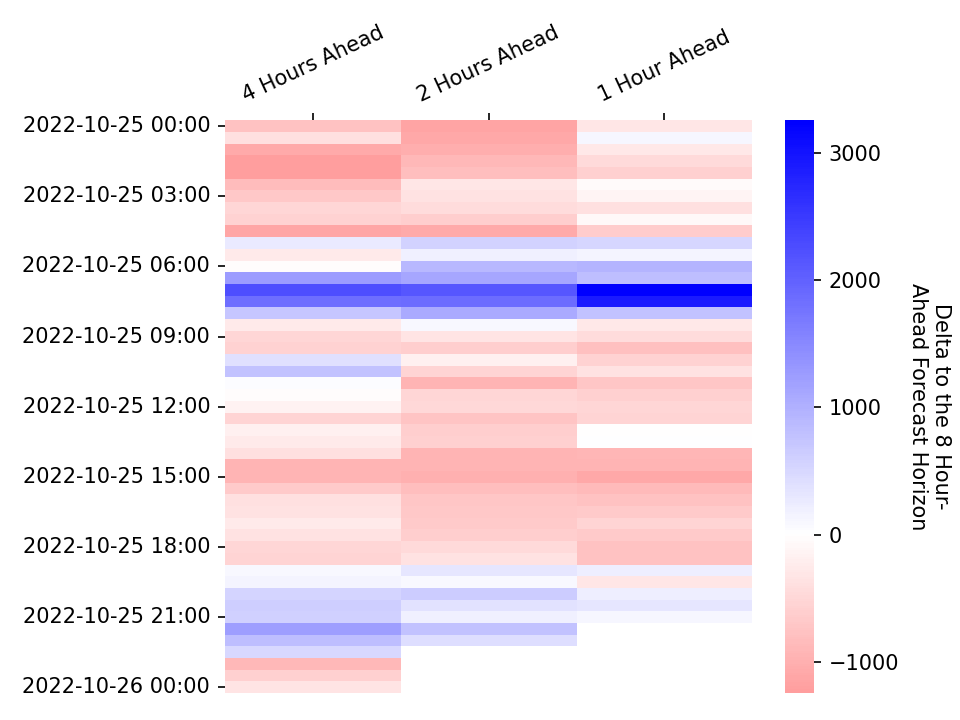 4 Hours Ahead
2 Hours Ahead
1 Hour Ahead
2022-10-25 00:00
2022-10-25 03:00
2022-10-25 06:00
2022-10-25 09:00
2022-10-25 12:00
2022-10-25 15:00
2022-10-25 18:00
2022-10-25 21:00
2022-10-26 00:00
3000
2000
1000
0
−1000
Delta to the 8 Hour-
Ahead Forecast Horizon